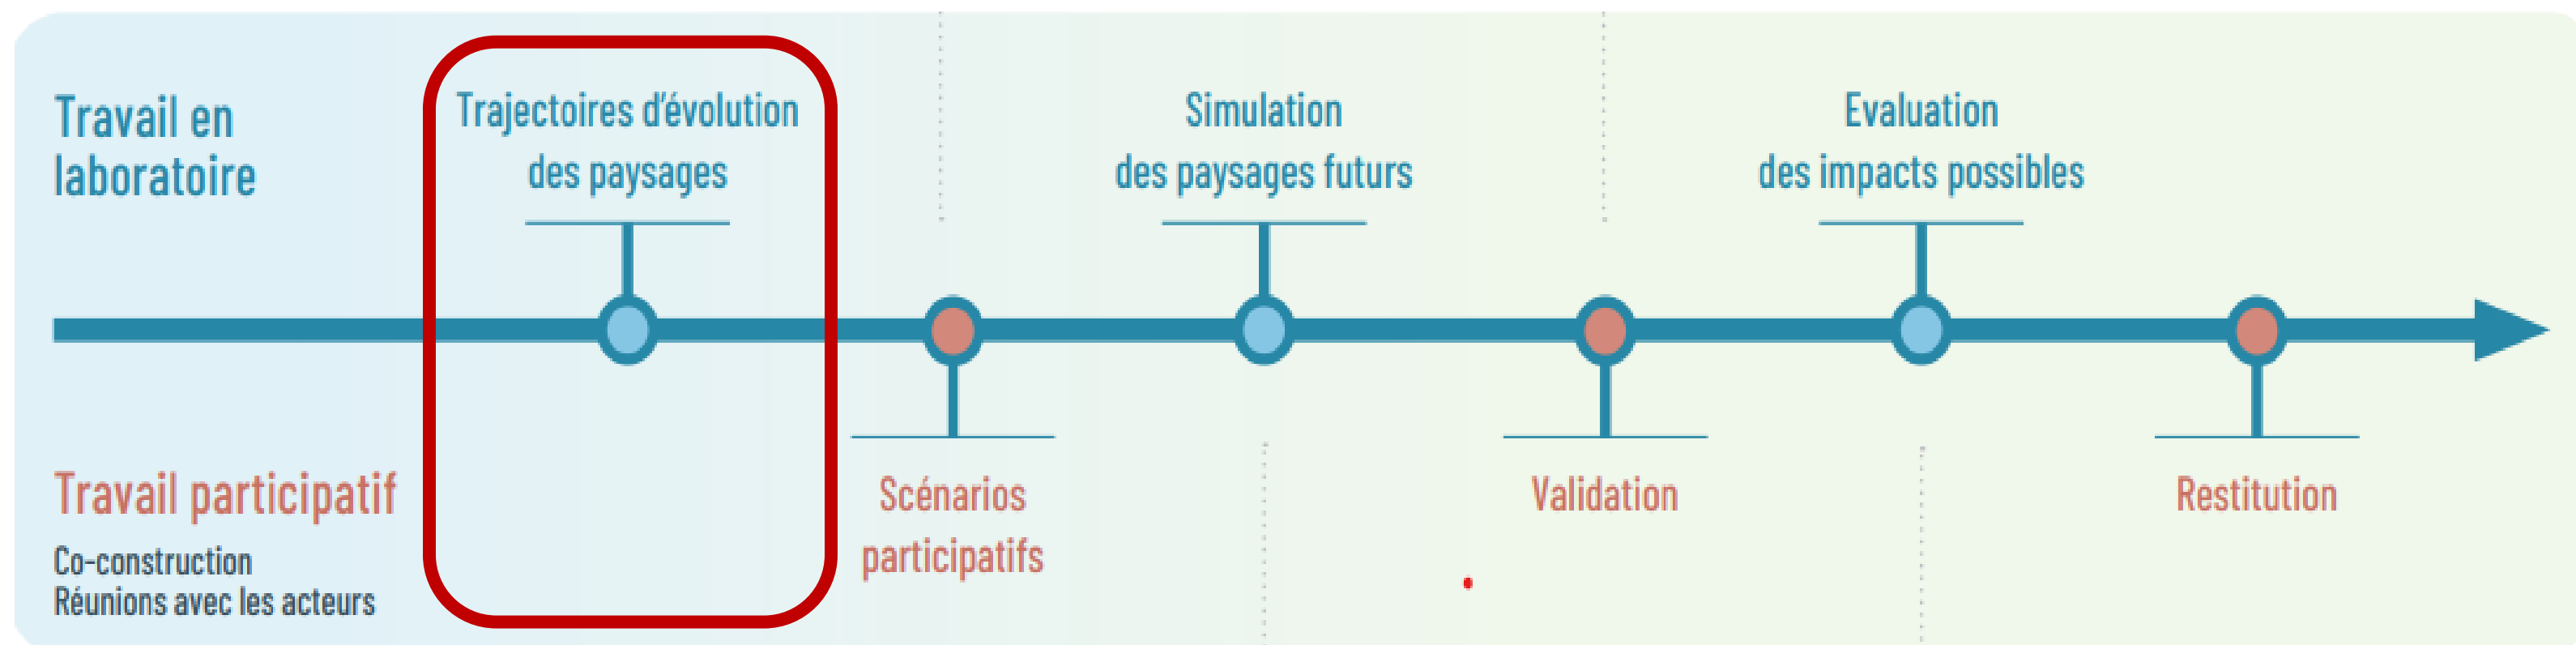 Travail en
laboratoire
Trajectoires d'évolution
des paysages
Simulation
des paysages futurs
Evaluation
des impacts possibles
Travail participatif
Co-construction
Réunions avec les acteurs
Scénarios
participatifs
Validation
Restitution